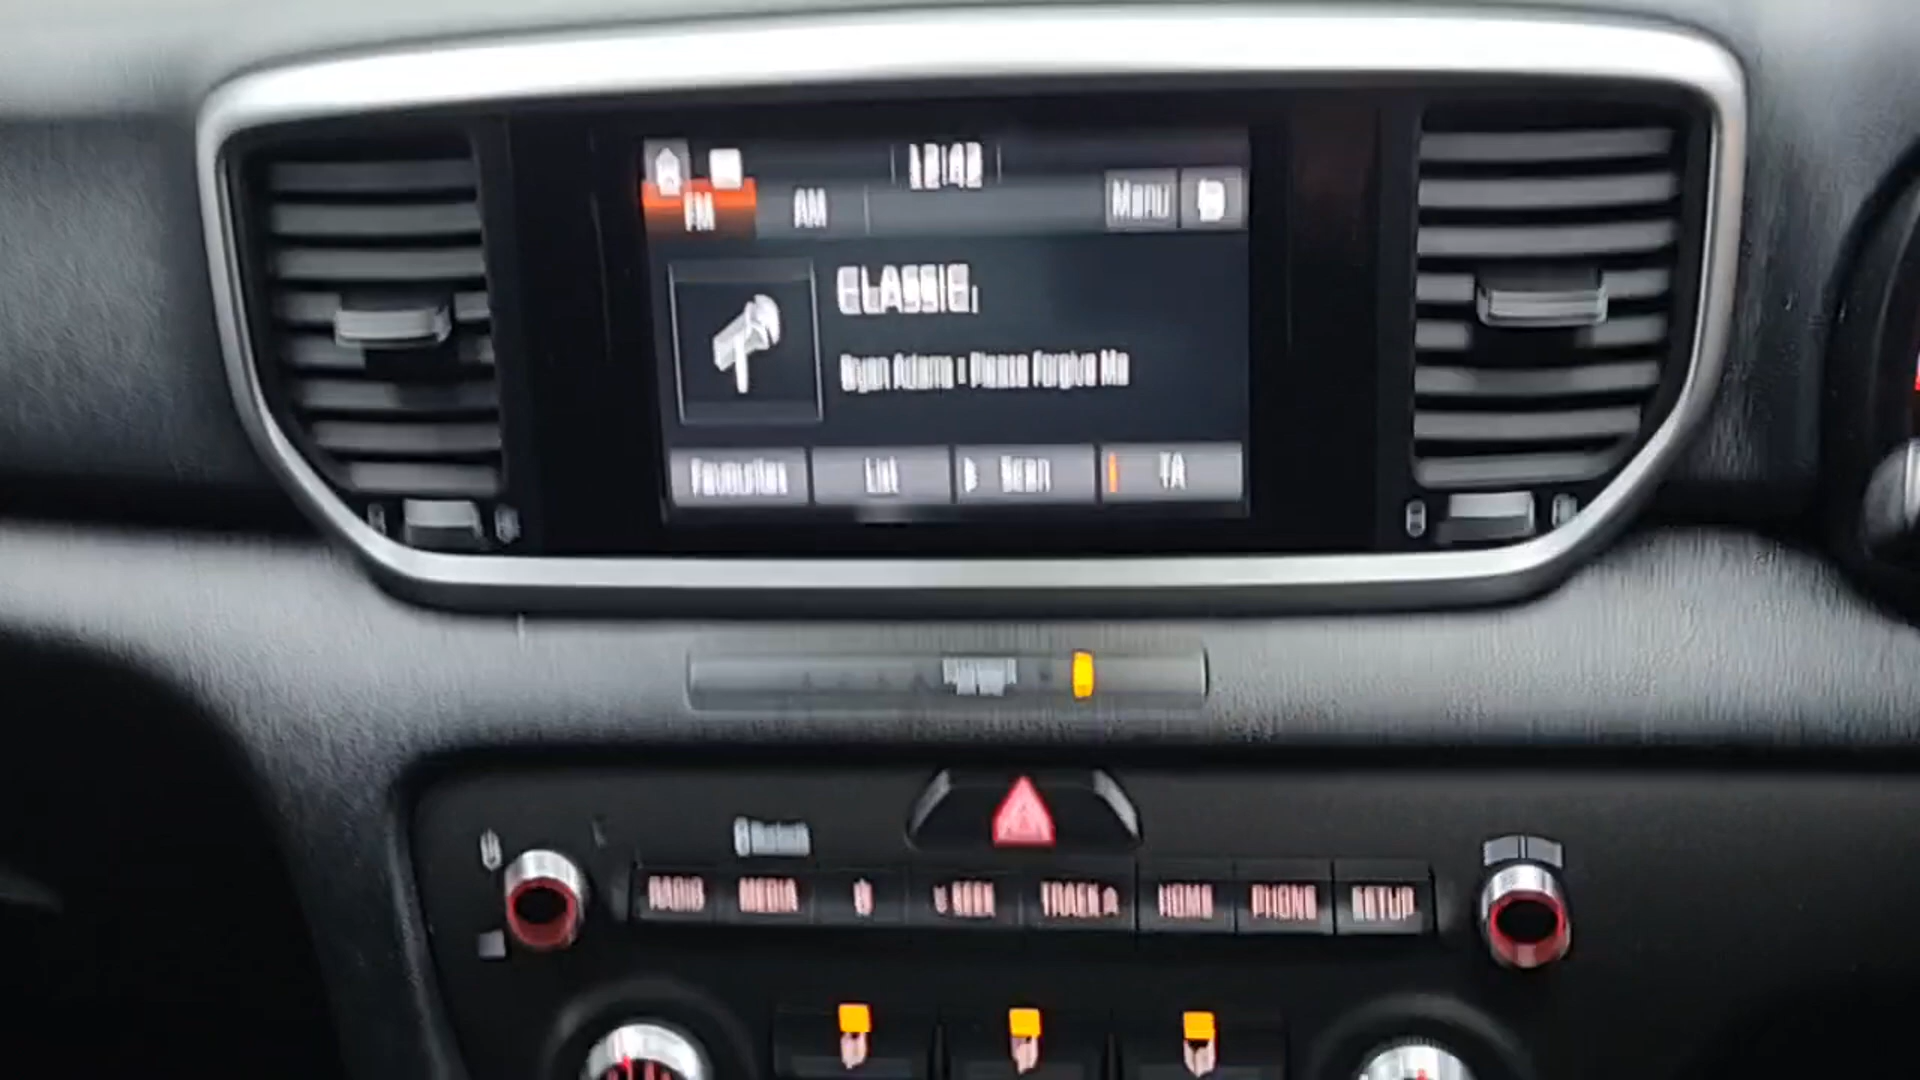 12:42
FM AM Menu
CLASSIC
Bryan Adams - Please Forgive Me
Favourites List Scan TA
RADIO MEDIA SEEK TRACK HOME PHONE SETUP